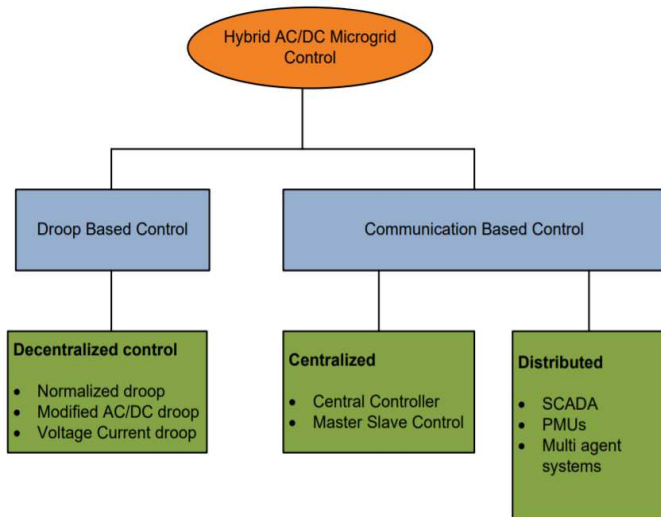 Hybrid AC/DC Microgrid
Control
Droop Based Control
Communication Based Control
Decentralized control
• Normalized droop
• Modified AC/DC droop
• Voltage Current droop
Centralized
• Central Controller
• Master Slave Control
Distributed
• SCADA
• PMUs
• Multi agent
systems